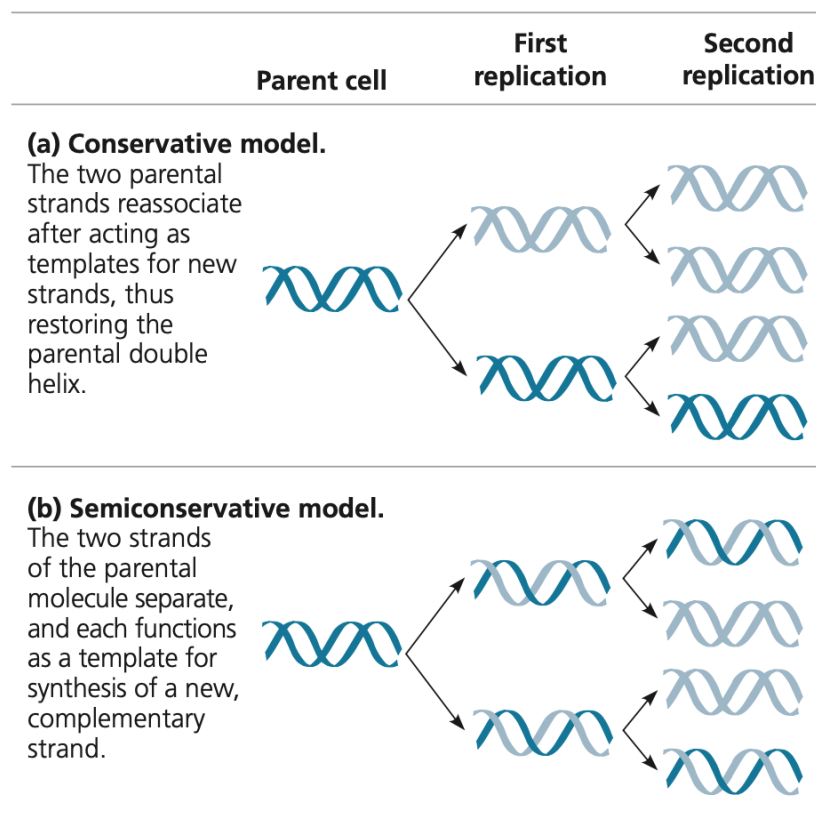 Parent cell
First
replication
Second
replication
(a) Conservative model.
The two parental
strands reassociate
after acting as
templates for new
strands, thus
restoring the
parental double
helix.
(b) Semiconservative model.
The two strands
of the parental
molecule separate,
and each functions
as a template for
synthesis of a new,
complementary
strand.